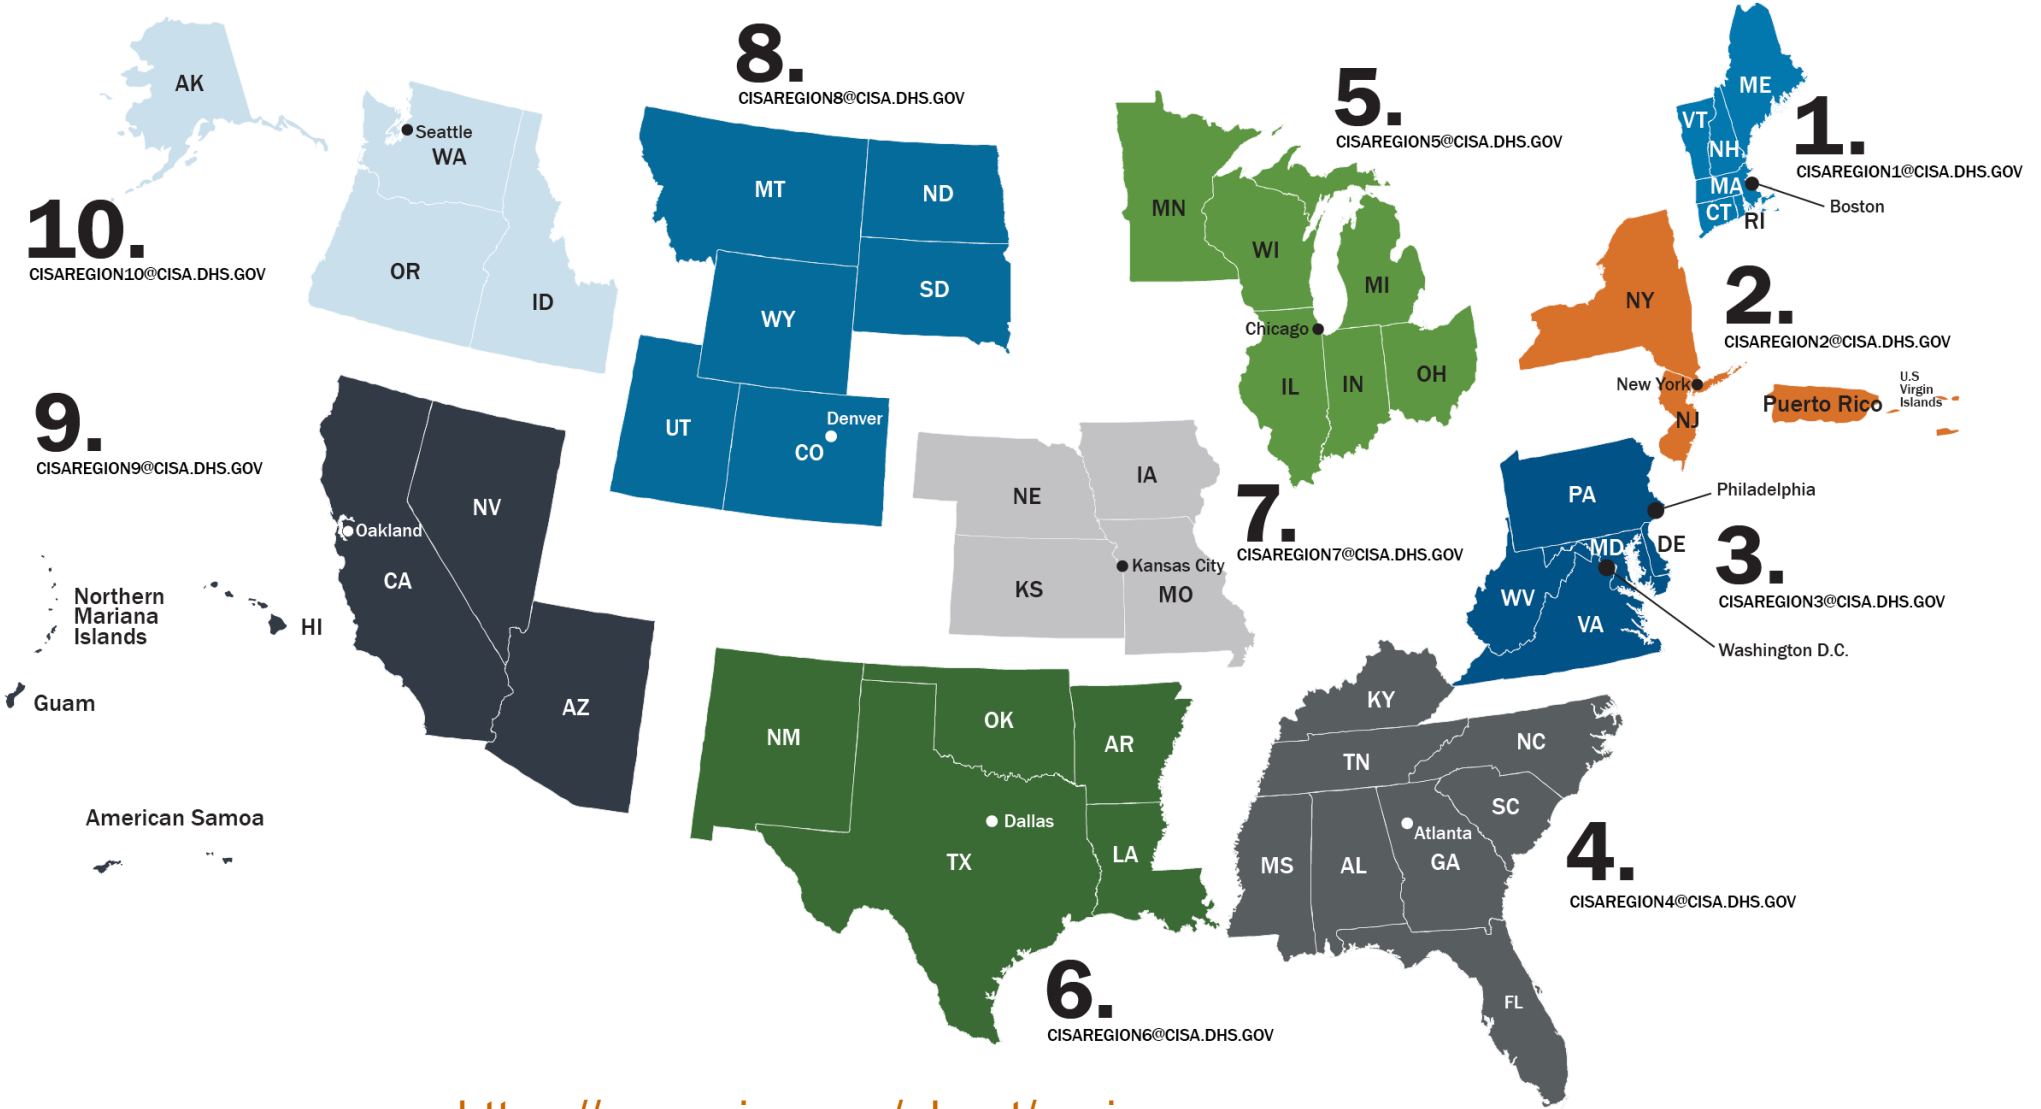 AK
Seattle
WA
OR
ID
10.
CISAREGION10@CISA.DHS.GOV
8.
CISAREGION8@CISA.DHS.GOV
MT
ND
SD
WY
UT
Denver
CO
5.
CISAREGION5@CISA.DHS.GOV
MN
WI
MI
Chicago
IL
IN
OH
ME
VT
NH
MA
CT
RI
1.
CISAREGION1@CISA.DHS.GOV
Boston
NY
2.
CISAREGION2@CISA.DHS.GOV
New York
NJ
Puerto Rico
U.S
Virgin
Islands
9.
CISAREGION9@CISA.DHS.GOV
NV
Oakland
CA
AZ
Northern
Mariana
Islands
HI
Guam
American Samoa
NE
IA
KS
Kansas City
MO
7.
CISAREGION7@CISA.DHS.GOV
PA
Philadelphia
MD
DE
WV
VA
3.
CISAREGION3@CISA.DHS.GOV
Washington D.C.
NM
OK
AR
Dallas
TX
LA
6.
CISAREGION6@CISA.DHS.GOV
KY
TN
NC
SC
MS
AL
Atlanta
GA
FL
4.
CISAREGION4@CISA.DHS.GOV